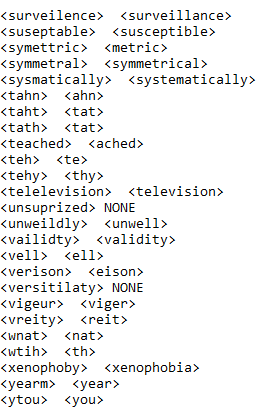 <surveilence> <surveillance>
<suseptable> <susceptible>
<symettric> <metric>
<symmetral> <symmetrical>
<sysmatically> <systematically>
<tahn> <ahn>
<taht> <tat>
<tath> <tat>
<teached> <ached>
<teh> <te>
<tehy> <thy>
<telelevision> <television>
<unsuprized> NONE
<unweildly> <unwell>
<vailidty> <validity>
<vell> <ell>
<verison> <eison>
<versitilaty> NONE
<vigeur> <viger>
<vreity> <reit>
<wnat> <nat>
<wtih> <th>
<xenophoby> <xenophobia>
<yearm> <year>
<ytou> <you>